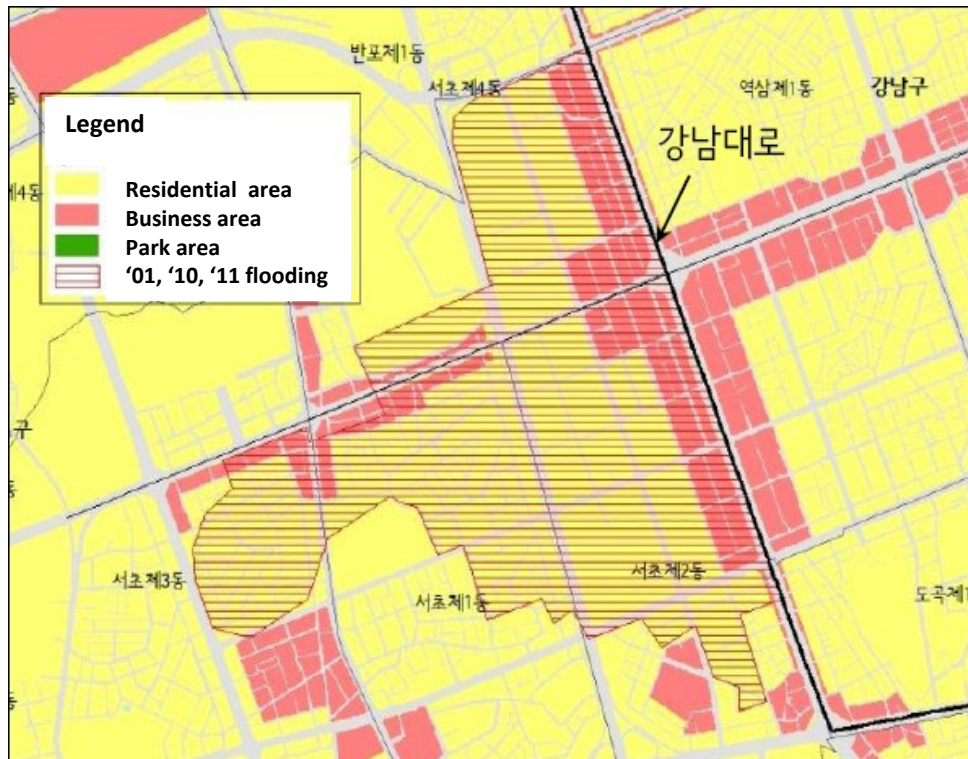 반포제1동
서초제4동
역삼제1동
강남구
강남대로
Legend
Residential area
Business area
Park area
‘01, ‘10, ‘11 flooding
제4동
구
서초제3동
서초제1동
서초제2동
도곡제1